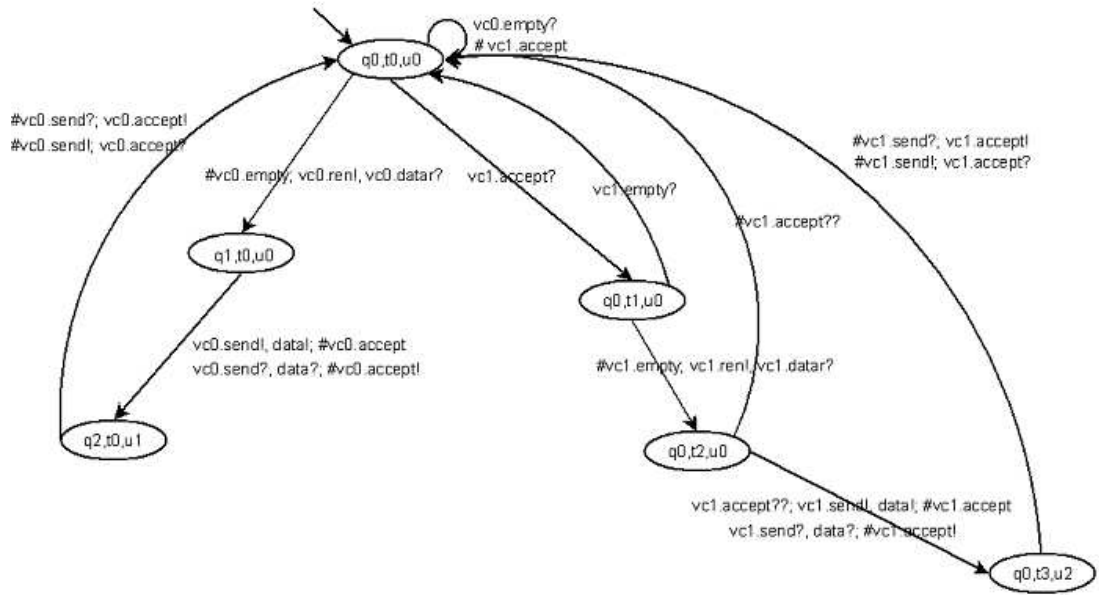 vc0.empty?
# vc1.accept
q0,t0,u0
#vc0.send?; vc0.accept!
#vc0.send!; vc0.accept?
#vc1.send?; vc1.accept!
#vc1.send!; vc1.accept?
#vc0.empty; vc0.ren!, vc0.datar?
vc1.accept?
vc1.empty?
#vc1.accept??
q1,t0,u0
q0,t1,u0
vc0.send!, data!; #vc0.accept
vc0.send?, data?; #vc0.accept!
#vc1.empty; vc1.ren!, vc1.datar?
q2,t0,u1
q0,t2,u0
vc1.accept??; vc1.send!, data!; #vc1.accept
vc1.send?, data?; #vc1.accept!
q0,t3,u2